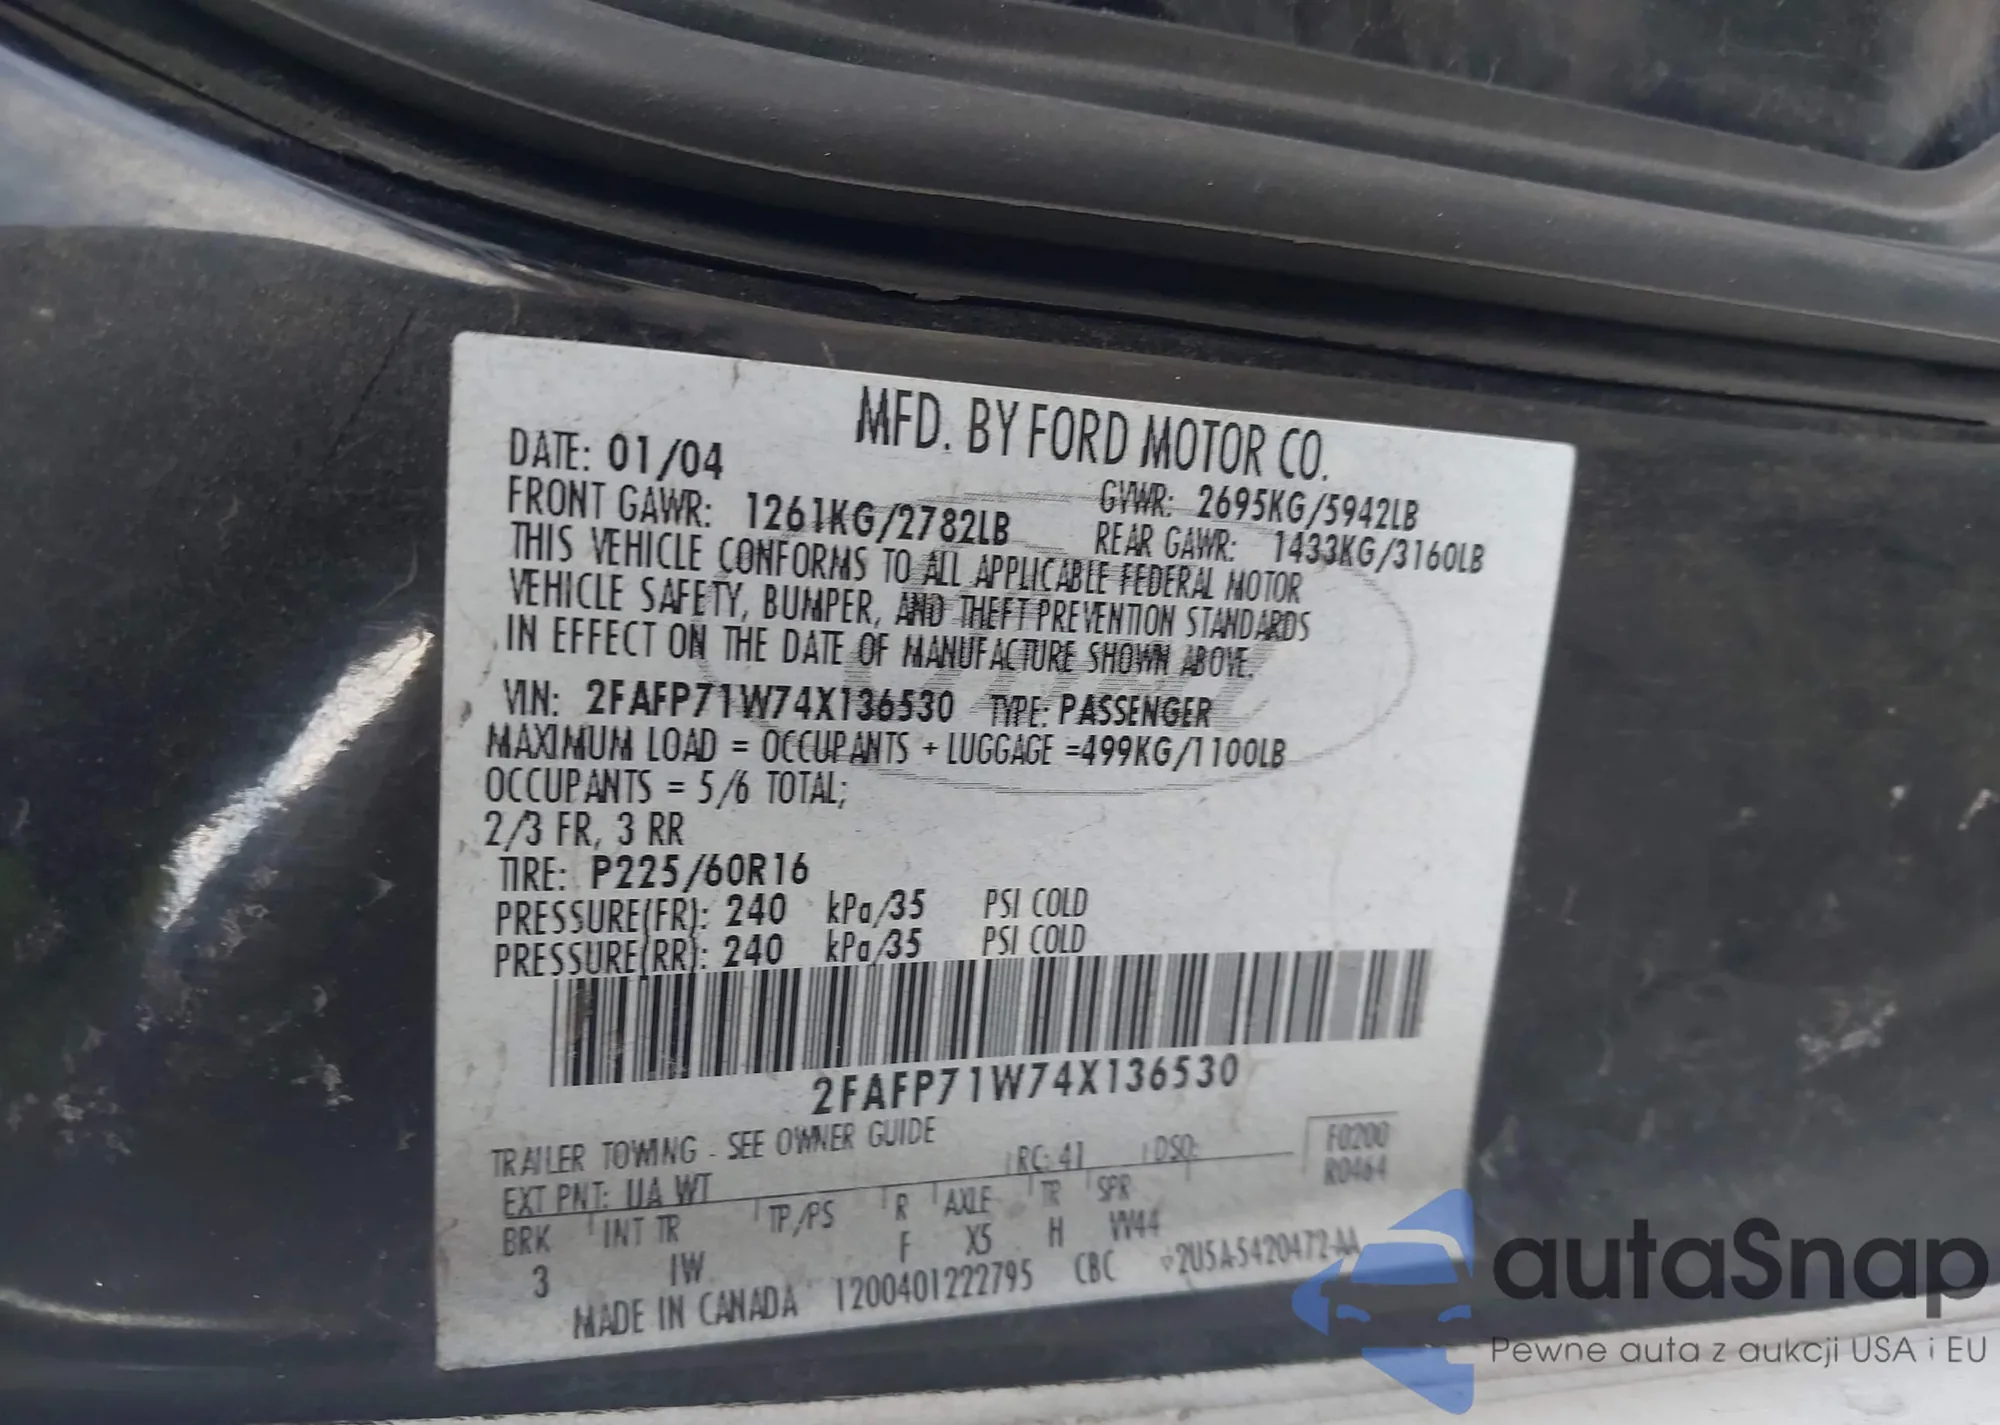 MFD. BY FORD MOTOR CO.
DATE: 01/04
GVWR: 2695KG/5942LB
FRONT GAWR: 1261KG/2782LB
REAR GAWR: 1433KG/3160LB
THIS VEHICLE CONFORMS TO ALL APPLICABLE FEDERAL MOTOR
VEHICLE SAFETY, BUMPER, AND THEFT PREVENTION STANDARDS
IN EFFECT ON THE DATE OF MANUFACTURE SHOWN ABOVE.
VIN: 2FAFP71W74X136530 TYPE: PASSENGER
MAXIMUM LOAD = OCCUPANTS + LUGGAGE =499KG/1100LB
OCCUPANTS = 5/6 TOTAL;
2/3 FR, 3 RR
TIRE: P225/60R16
PRESSURE(FR): 240 kPa/35 PSI COLD
PRESSURE(RR): 240 kPa/35 PSI COLD
2FAFP71W74X136530
TRAILER TOWING - SEE OWNER GUIDE
EXT PNT: UA WT RC: 41 DSO: F0200
R0464
BRK INT TR TP/PS R AXLE TR SPR
3 IW F X5 H VV44
MADE IN CANADA 1200401222795 CBC 2U5A-5420472-AA
autaSnap
Pewne auta z aukcji USA i EU